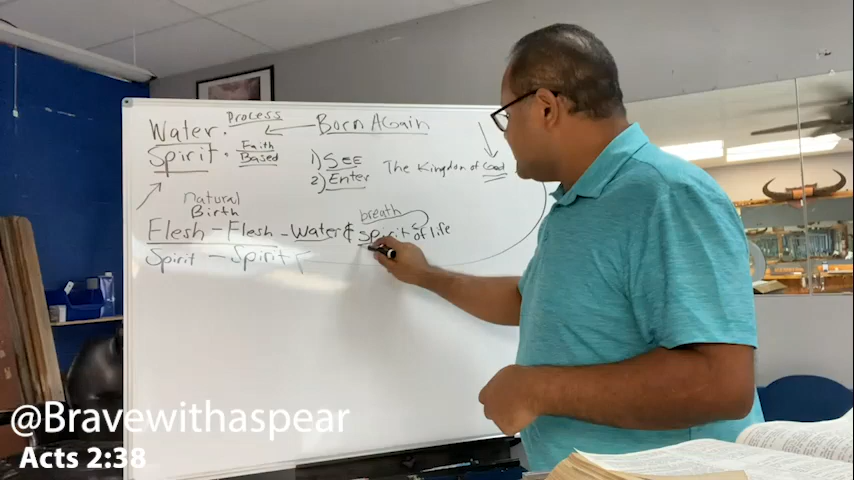 Process
Water. Born Again
Spirit. Faith Based
1) SEE The Kingdom of God
2) Enter
natural
Birth
breath
Flesh - Flesh - Water & Spirit of life
Spirit - Spirit
@Bravewithaspear
Acts 2:38